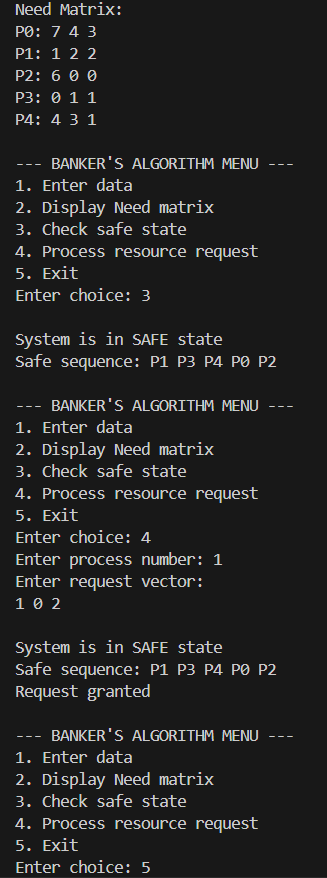 Need Matrix:
P0: 7 4 3
P1: 1 2 2
P2: 6 0 0
P3: 0 1 1
P4: 4 3 1

--- BANKER'S ALGORITHM MENU ---
1. Enter data
2. Display Need matrix
3. Check safe state
4. Process resource request
5. Exit
Enter choice: 3

System is in SAFE state
Safe sequence: P1 P3 P4 P0 P2

--- BANKER'S ALGORITHM MENU ---
1. Enter data
2. Display Need matrix
3. Check safe state
4. Process resource request
5. Exit
Enter choice: 4
Enter process number: 1
Enter request vector:
1 0 2

System is in SAFE state
Safe sequence: P1 P3 P4 P0 P2
Request granted

--- BANKER'S ALGORITHM MENU ---
1. Enter data
2. Display Need matrix
3. Check safe state
4. Process resource request
5. Exit
Enter choice: 5